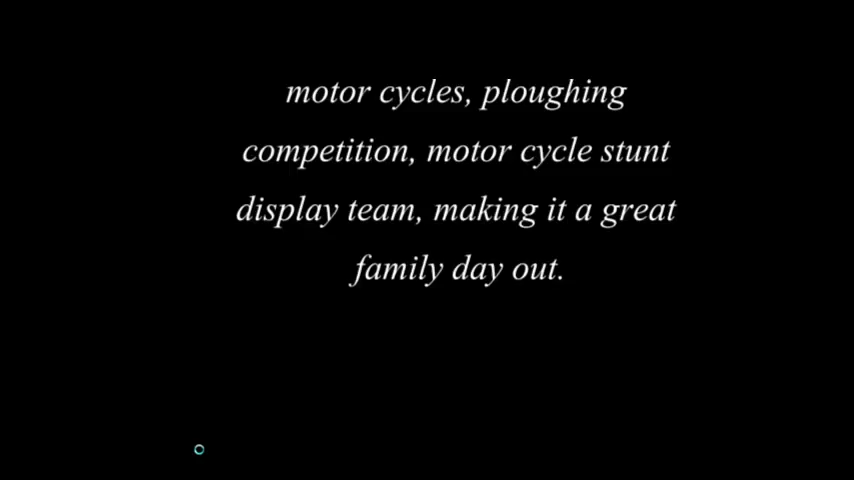 motor cycles, ploughing
competition, motor cycle stunt
display team, making it a great
family day out.